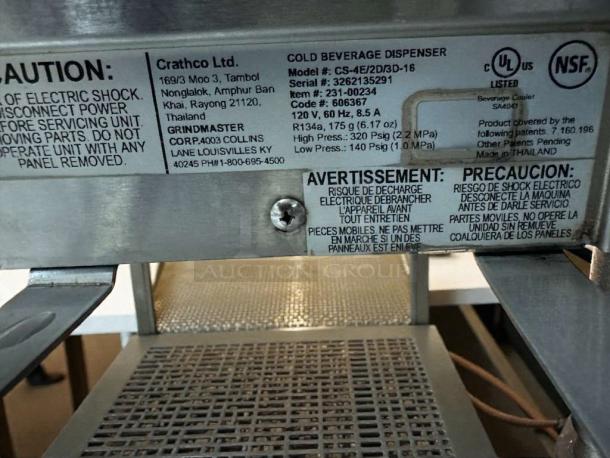 CAUTION:
OF ELECTRIC SHOCK.
DISCONNECT POWER
BEFORE SERVICING UNIT.
MOVING PARTS. DO NOT
OPERATE UNIT WITH ANY
PANEL REMOVED.
Crathco Ltd.
169/3 Moo 3, Tambol
Nonglalok, Amphur Ban
Khai, Rayong 21120,
Thailand
GRINDMASTER
CORP.4003 COLLINS
LANE LOUISVILLES KY
40245 PH#1-800-695-4500
COLD BEVERAGE DISPENSER
Model #: CS-4E/2D/3D-16
Serial #: 3262135291
Item #: 231-00234
Code #: 606367
120 V, 60 Hz, 8.5 A
R134a, 175 g (6.17 oz)
High Press.: 320 Psig (2.2 MPa)
Low Press: 140 Psig (1.0 MPa)
C UL US
LISTED
Beverage Cooler
SA4043
NSF
Product covered by the
following patents. 7,160,196
Other Patents Pending
Made in THAILAND
AVERTISSEMENT:
RISQUE DE DECHARGE
ELECTRIQUE DEBRANCHER
L'APPAREIL AVANT
TOUT ENTRETIEN
PIECES MOBILES. NE PAS METTRE
EN MARCHE SI UN DES
PANNEAUX EST ENLEVE
PRECAUCION:
RIESGO DE SHOCK ELECTRICO
DESCONECTE LA MAQUINA
ANTES DE DARLE SERVICIO
PARTES MOVILES, NO OPERE LA
UNIDAD SIN REMUEVE
COALQUIERA DE LOS PANELES
AUCTION GROUP